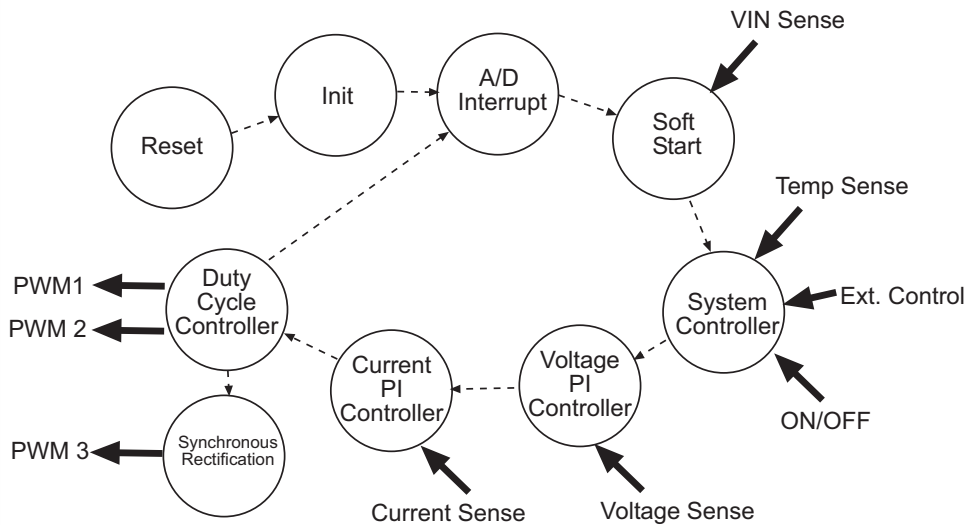 VIN Sense
A/D
Interrupt
Init
Soft
Start
Reset
Temp Sense
Duty
Cycle
Controller
PWM1
PWM 2
System
Controller
Ext. Control
Current
PI
Controller
Voltage
PI
Controller
ON/OFF
Synchronous
Rectification
PWM 3
Current Sense
Voltage Sense